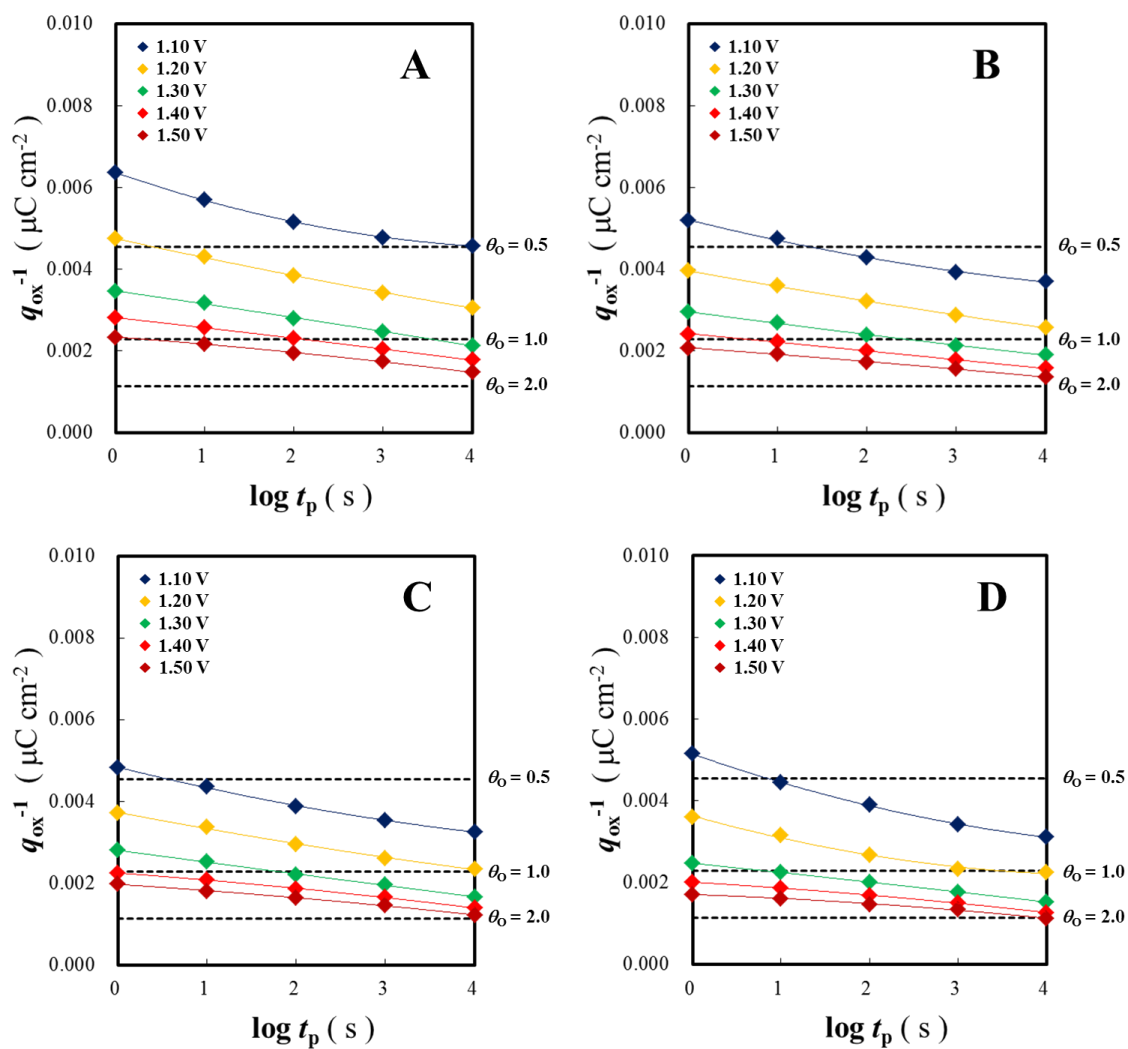 A
1.10 V
1.20 V
1.30 V
1.40 V
1.50 V
0.010
0.008
0.006
0.004
0.002
0.000
qox-1 ( μC cm-2 )
θO = 0.5
θO = 1.0
θO = 2.0
0 1 2 3 4
log tp ( s )
B
1.10 V
1.20 V
1.30 V
1.40 V
1.50 V
0.010
0.008
0.006
0.004
0.002
0.000
qox-1 ( μC cm-2 )
θO = 0.5
θO = 1.0
θO = 2.0
0 1 2 3 4
log tp ( s )
C
1.10 V
1.20 V
1.30 V
1.40 V
1.50 V
0.010
0.008
0.006
0.004
0.002
0.000
qox-1 ( μC cm-2 )
θO = 0.5
θO = 1.0
θO = 2.0
0 1 2 3 4
log tp ( s )
D
1.10 V
1.20 V
1.30 V
1.40 V
1.50 V
0.010
0.008
0.006
0.004
0.002
0.000
qox-1 ( μC cm-2 )
θO = 0.5
θO = 1.0
θO = 2.0
0 1 2 3 4
log tp ( s )